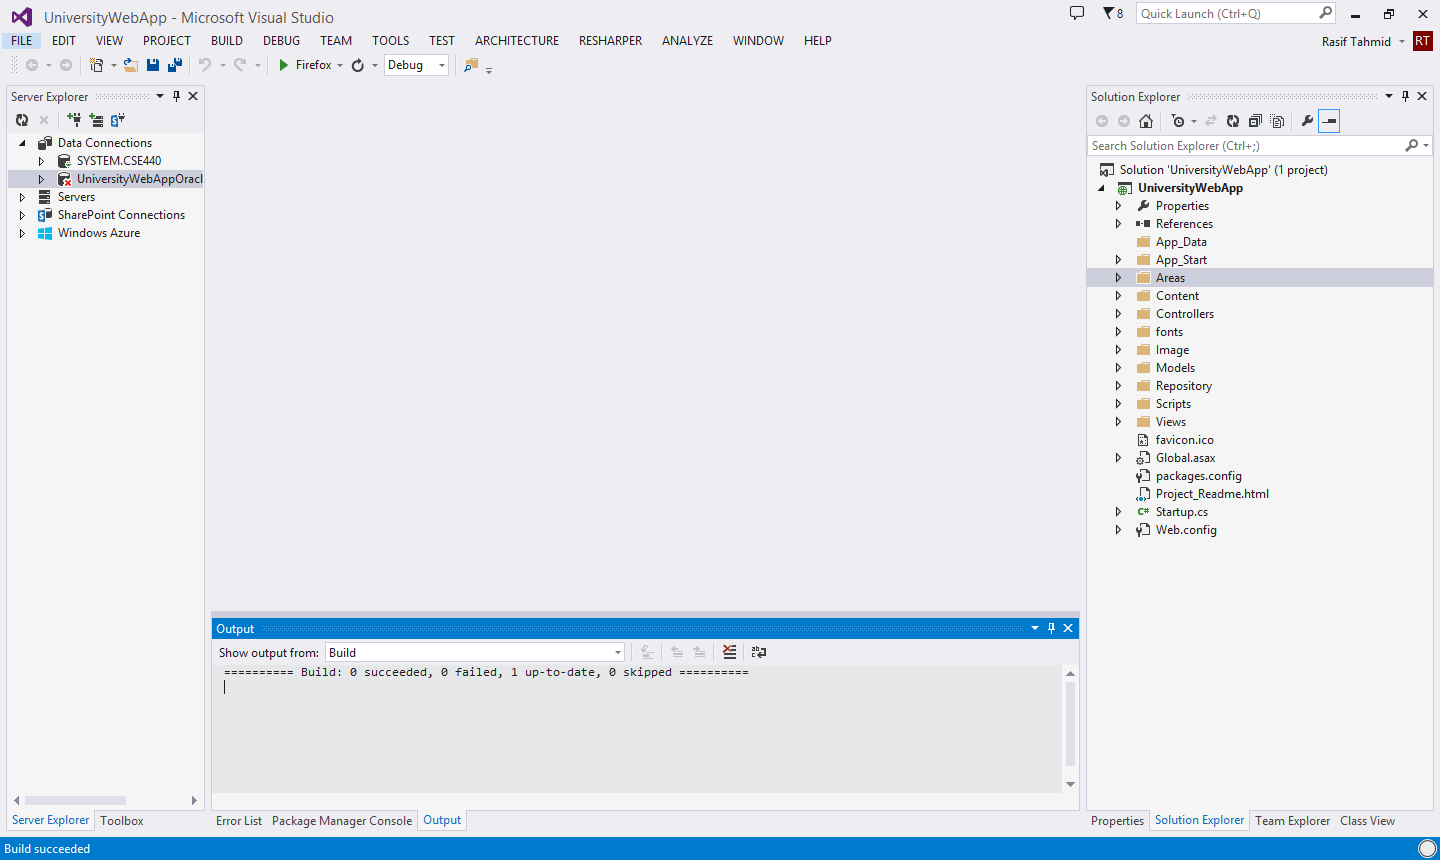 UniversityWebApp - Microsoft Visual Studio
8
Quick Launch (Ctrl+Q)
FILE EDIT VIEW PROJECT BUILD DEBUG TEAM TOOLS TEST ARCHITECTURE RESHARPER ANALYZE WINDOW HELP
Rasif Tahmid RT
Firefox Debug
Server Explorer
Data Connections
SYSTEM.CSE440
UniversityWebAppOracl
Servers
SharePoint Connections
Windows Azure
Server Explorer Toolbox
Output
Show output from: Build
========== Build: 0 succeeded, 0 failed, 1 up-to-date, 0 skipped ==========
Error List Package Manager Console Output
Solution Explorer
Search Solution Explorer (Ctrl+;)
Solution 'UniversityWebApp' (1 project)
UniversityWebApp
Properties
References
App_Data
App_Start
Areas
Content
Controllers
fonts
Image
Models
Repository
Scripts
Views
favicon.ico
Global.asax
packages.config
Project_Readme.html
C# Startup.cs
Web.config
Properties Solution Explorer Team Explorer Class View
Build succeeded